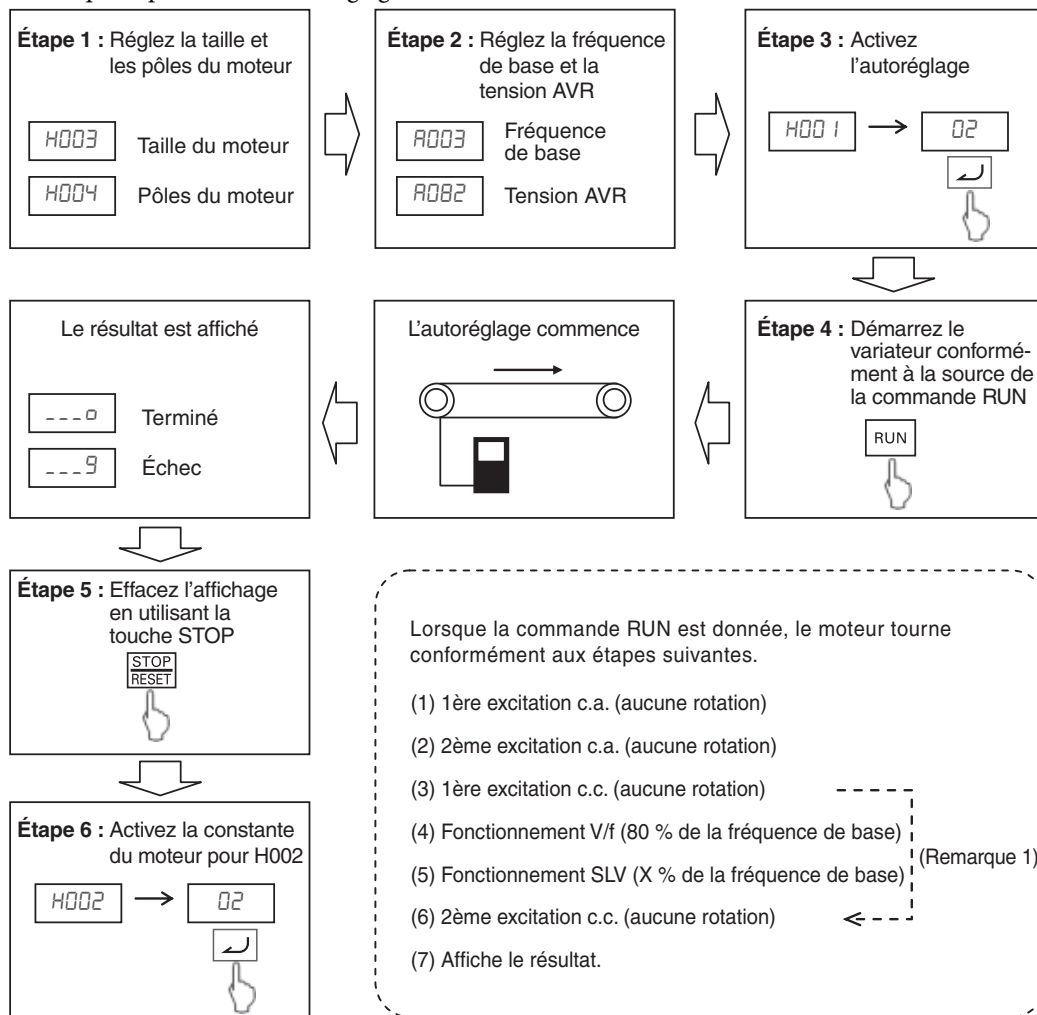 Étape 1 : Réglez la taille et
les pôles du moteur
H003 Taille du moteur
H004 Pôles du moteur
Étape 2 : Réglez la fréquence
de base et la
tension AVR
A003 Fréquence
de base
A082 Tension AVR
Étape 3 : Activez
l'autoréglage
H001 → 02
Étape 4 : Démarrez le
variateur conformé-
ment à la source de
la commande RUN
RUN
L'autoréglage commence
Le résultat est affiché
___o Terminé
___9 Échec
Étape 5 : Effacez l'affichage
en utilisant la
touche STOP
STOP
RESET
Étape 6 : Activez la constante
du moteur pour H002
H002 → 02
Lorsque la commande RUN est donnée, le moteur tourne
conformément aux étapes suivantes.
(1) 1ère excitation c.a. (aucune rotation)
(2) 2ème excitation c.a. (aucune rotation)
(3) 1ère excitation c.c. (aucune rotation)
(4) Fonctionnement V/f (80 % de la fréquence de base)
(5) Fonctionnement SLV (X % de la fréquence de base)
(Remarque 1)
(6) 2ème excitation c.c. (aucune rotation)
(7) Affiche le résultat.